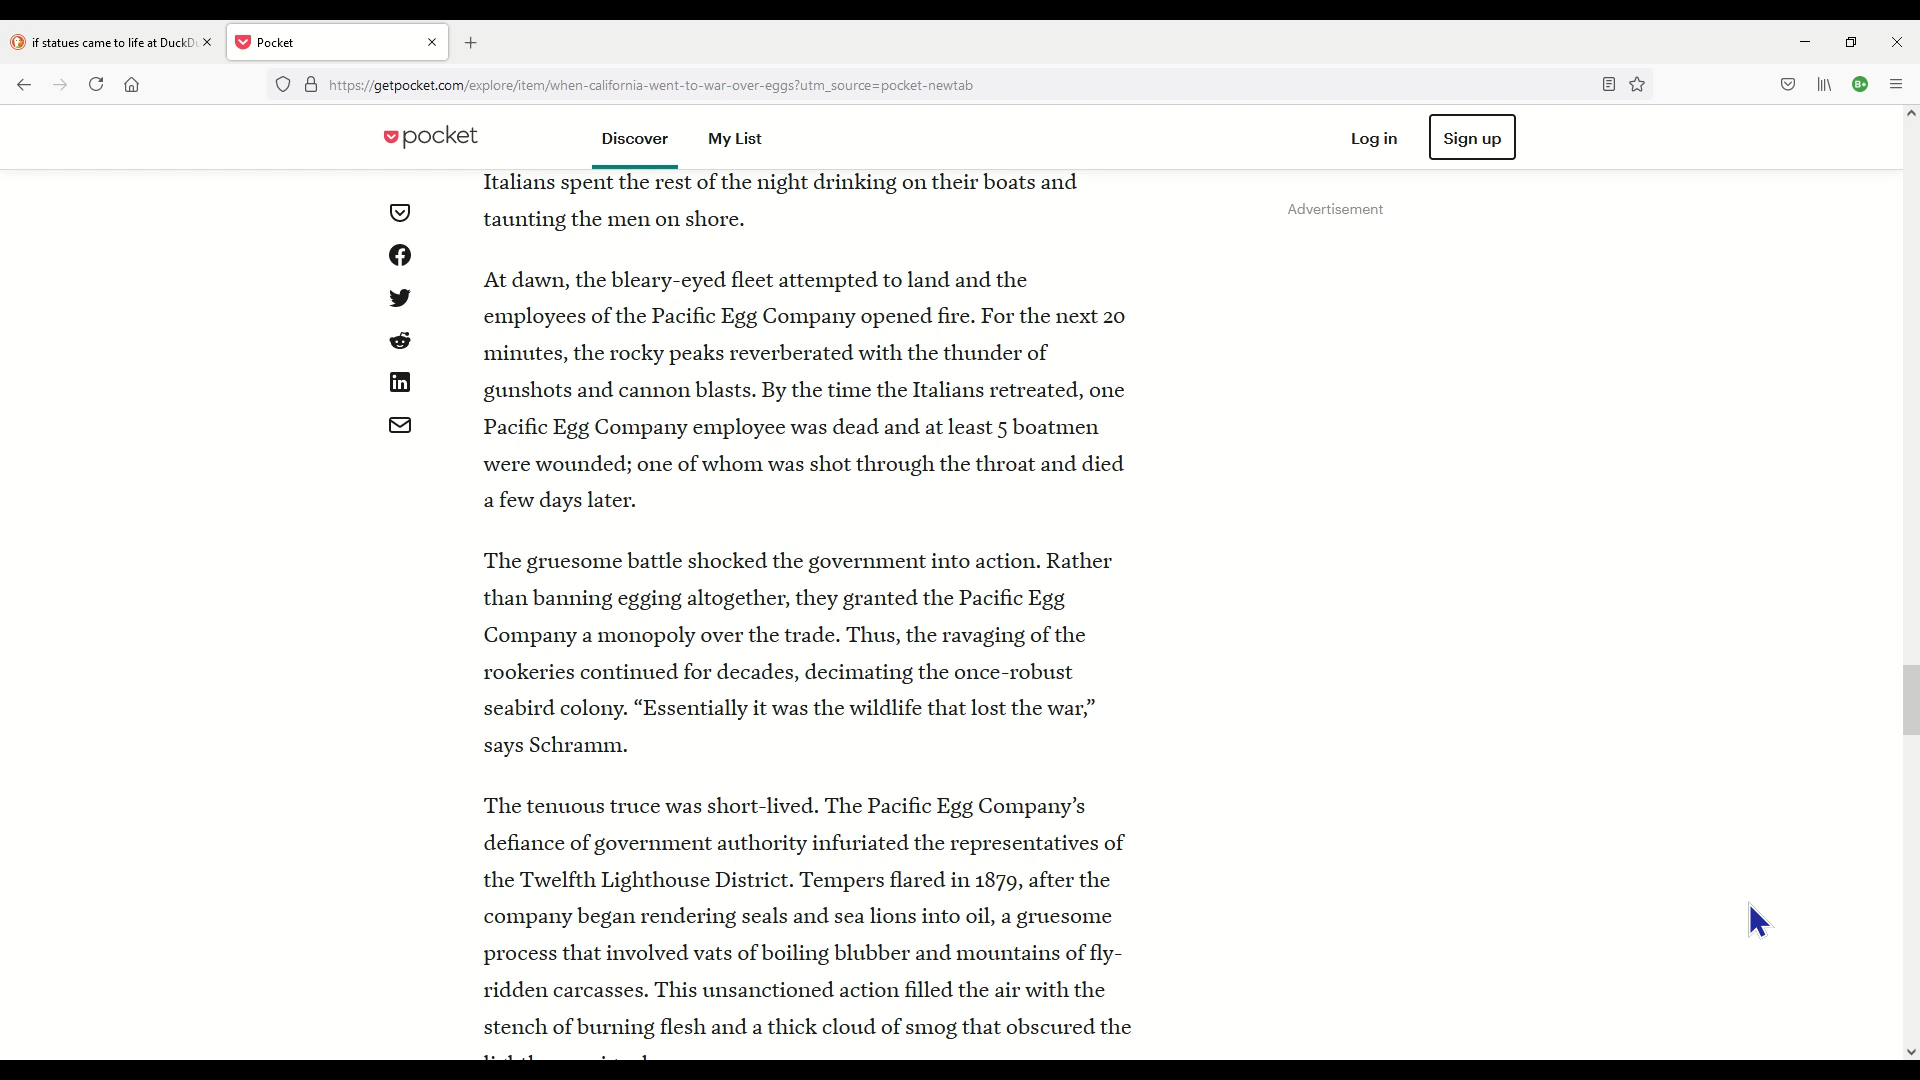 if statues came to life at DuckDu
Pocket
https://getpocket.com/explore/item/when-california-went-to-war-over-eggs?utm_source=pocket-newtab
B+
pocket
Discover
My List
Log in
Sign up
Italians spent the rest of the night drinking on their boats and
taunting the men on shore.
Advertisement
At dawn, the bleary-eyed fleet attempted to land and the
employees of the Pacific Egg Company opened fire. For the next 20
minutes, the rocky peaks reverberated with the thunder of
gunshots and cannon blasts. By the time the Italians retreated, one
Pacific Egg Company employee was dead and at least 5 boatmen
were wounded; one of whom was shot through the throat and died
a few days later.
The gruesome battle shocked the government into action. Rather
than banning egging altogether, they granted the Pacific Egg
Company a monopoly over the trade. Thus, the ravaging of the
rookeries continued for decades, decimating the once-robust
seabird colony. “Essentially it was the wildlife that lost the war,”
says Schramm.
The tenuous truce was short-lived. The Pacific Egg Company’s
defiance of government authority infuriated the representatives of
the Twelfth Lighthouse District. Tempers flared in 1879, after the
company began rendering seals and sea lions into oil, a gruesome
process that involved vats of boiling blubber and mountains of fly-
ridden carcasses. This unsanctioned action filled the air with the
stench of burning flesh and a thick cloud of smog that obscured the